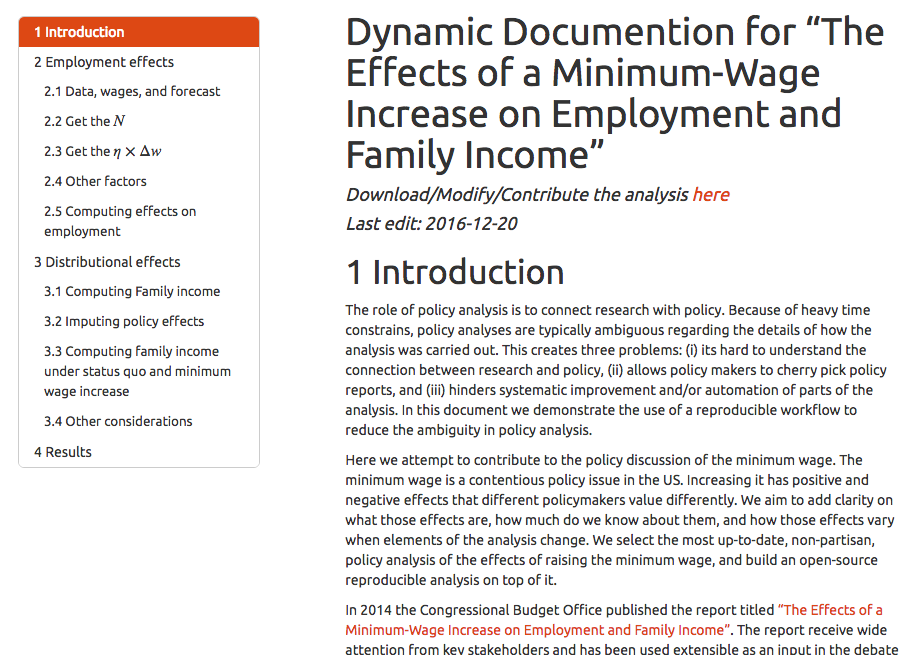 1 Introduction
2 Employment effects
2.1 Data, wages, and forecast
2.2 Get the N
2.3 Get the η × Δw
2.4 Other factors
2.5 Computing effects on
employment
3 Distributional effects
3.1 Computing Family income
3.2 Imputing policy effects
3.3 Computing family income
under status quo and minimum
wage increase
3.4 Other considerations
4 Results
Dynamic Documention for “The
Effects of a Minimum-Wage
Increase on Employment and
Family Income”
Download/Modify/Contribute the analysis here
Last edit: 2016-12-20
1 Introduction
The role of policy analysis is to connect research with policy. Because of heavy time
constrains, policy analyses are typically ambiguous regarding the details of how the
analysis was carried out. This creates three problems: (i) its hard to understand the
connection between research and policy, (ii) allows policy makers to cherry pick policy
reports, and (iii) hinders systematic improvement and/or automation of parts of the
analysis. In this document we demonstrate the use of a reproducible workflow to
reduce the ambiguity in policy analysis.
Here we attempt to contribute to the policy discussion of the minimum wage. The
minimum wage is a contentious policy issue in the US. Increasing it has positive and
negative effects that different policymakers value differently. We aim to add clarity on
what those effects are, how much do we know about them, and how those effects vary
when elements of the analysis change. We select the most up-to-date, non-partisan,
policy analysis of the effects of raising the minimum wage, and build an open-source
reproducible analysis on top of it.
In 2014 the Congressional Budget Office published the report titled “The Effects of a
Minimum-Wage Increase on Employment and Family Income”. The report receive wide
attention from key stakeholders and has been used extensible as an input in the debate